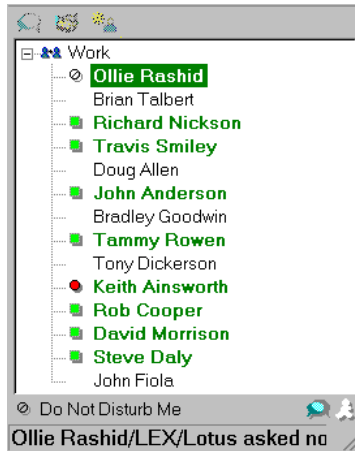 Work
Ollie Rashid
Brian Talbert
Richard Nickson
Travis Smiley
Doug Allen
John Anderson
Bradley Goodwin
Tammy Rowen
Tony Dickerson
Keith Ainsworth
Rob Cooper
David Morrison
Steve Daly
John Fiola
Do Not Disturb Me
Ollie Rashid/LEX/Lotus asked no